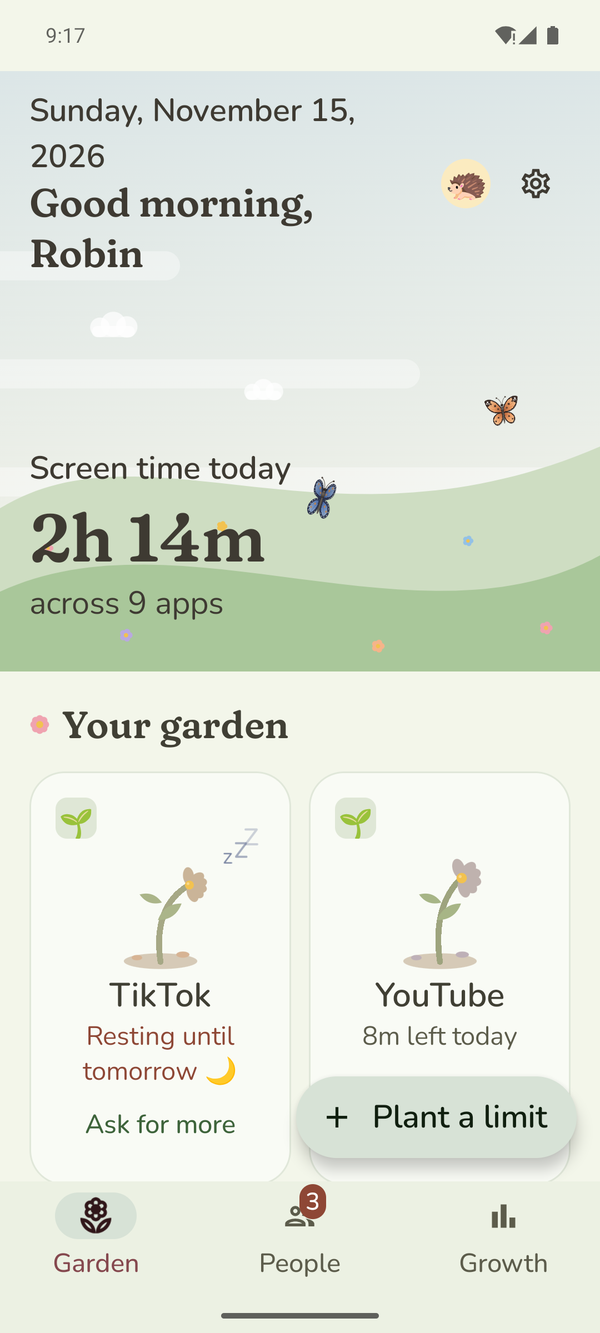 9:17
Sunday, November 15,
2026
Good morning,
Robin
Screen time today
2h 14m
across 9 apps
Your garden
z z z
TikTok
Resting until
tomorrow 🌙
Ask for more
YouTube
8m left today
+ Plant a limit
3
Garden
People
Growth